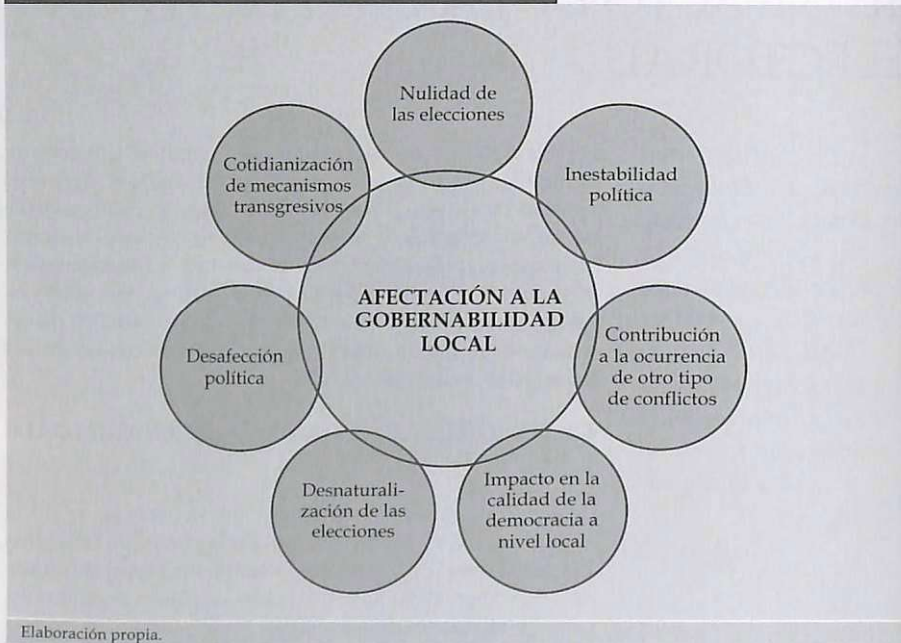 Nulidad de
las elecciones
Inestabilidad
política
Contribución
a la ocurrencia
de otro tipo
de conflictos
Impacto en la
calidad de la
democracia a
nivel local
Desnaturali-
zación de las
elecciones
Desafección
política
Cotidianización
de mecanismos
transgresivos
AFECTACIÓN A LA
GOBERNABILIDAD
LOCAL
Elaboración propia.